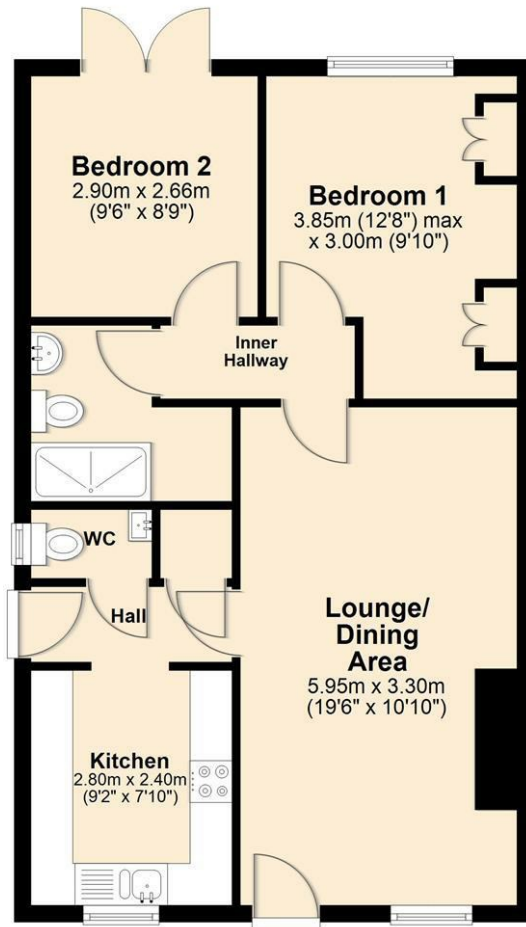 Bedroom 2
2.90m x 2.66m
(9'6" x 8'9")
Bedroom 1
3.85m (12'8") max
x 3.00m (9'10")
Inner
Hallway
WC
Hall
Lounge/
Dining
Area
5.95m x 3.30m
(19'6" x 10'10")
Kitchen
2.80m x 2.40m
(9'2" x 7'10")